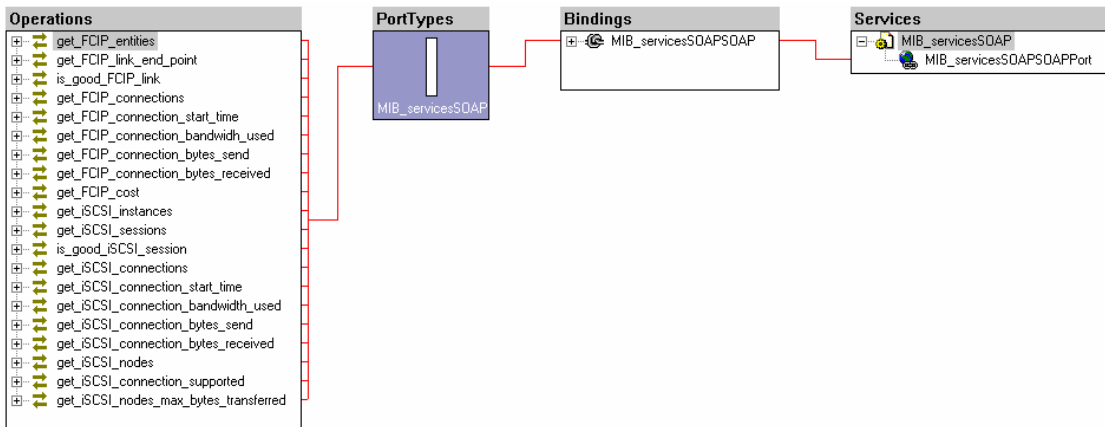 Operations
get_FCIP_entities
get_FCIP_link_end_point
is_good_FCIP_link
get_FCIP_connections
get_FCIP_connection_start_time
get_FCIP_connection_bandwidh_used
get_FCIP_connection_bytes_send
get_FCIP_connection_bytes_received
get_FCIP_cost
get_iSCSI_instances
get_iSCSI_sessions
is_good_iSCSI_session
get_iSCSI_connections
get_iSCSI_connection_start_time
get_iSCSI_connection_bandwidth_used
get_iSCSI_connection_bytes_send
get_iSCSI_connection_bytes_received
get_iSCSI_nodes
get_iSCSI_connection_supported
get_iSCSI_nodes_max_bytes_transferred
PortTypes
MIB_servicesSOAP
Bindings
MIB_servicesSOAPSOAP
Services
MIB_servicesSOAP
MIB_servicesSOAPSOAPPort